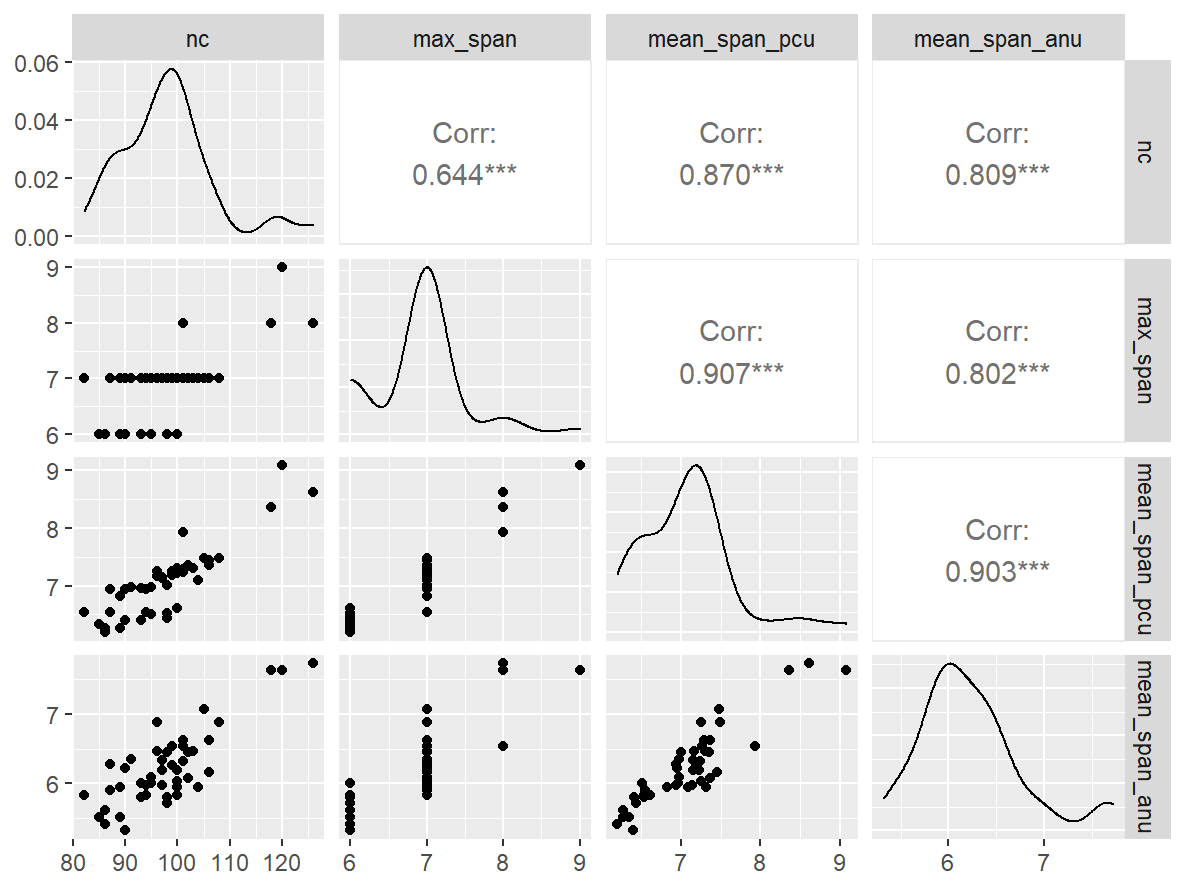 nc
max_span
mean_span_pcu
mean_span_anu
0.06
0.04
0.02
0.00
Corr:
0.644***
Corr:
0.870***
Corr:
0.809***
nc
9
8
7
6
Corr:
0.907***
Corr:
0.802***
max_span
9
8
7
Corr:
0.903***
mean_span_pcu
7
6
mean_span_anu
80 90 100 110 120
6 7 8 9
7 8 9
6 7